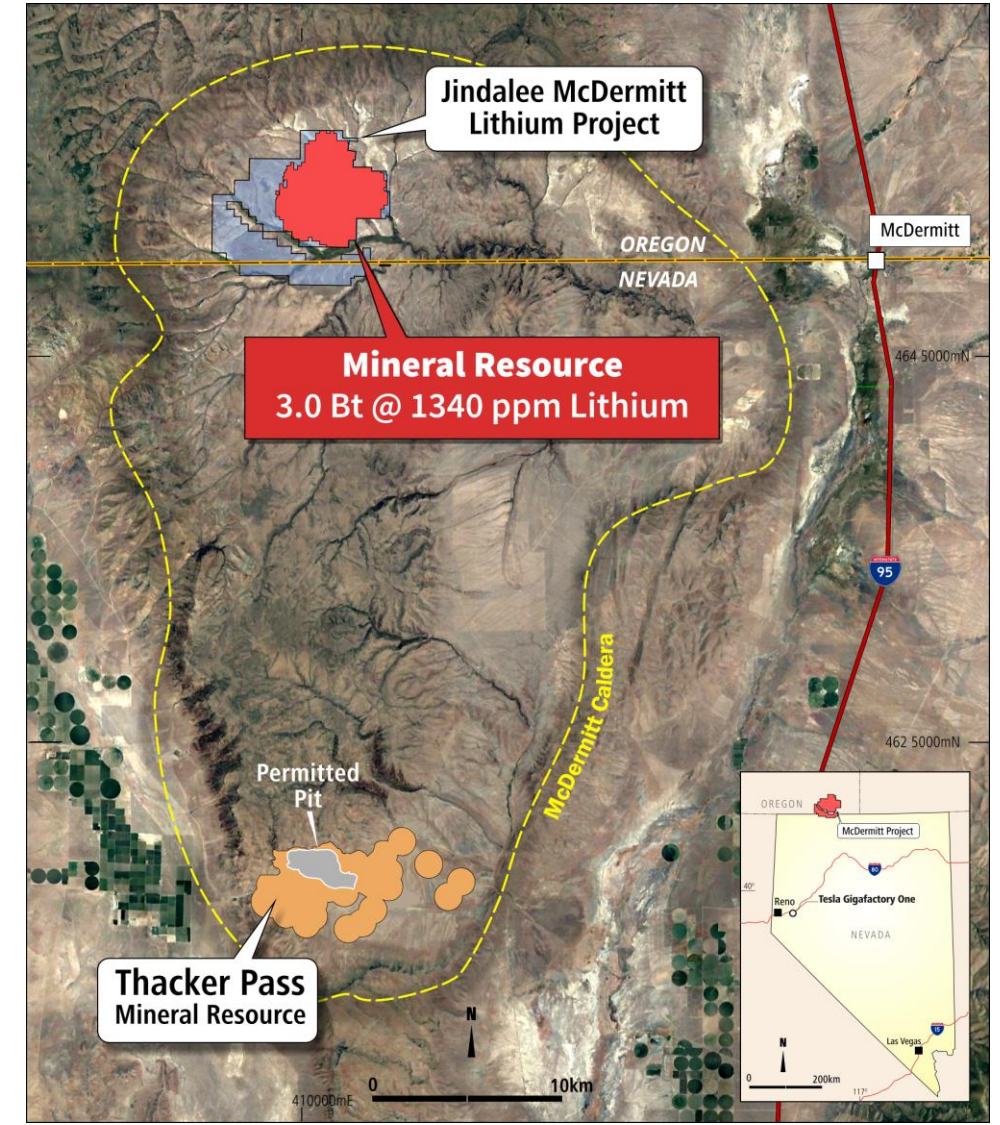 Jindalee McDermitt
Lithium Project
McDermitt
OREGON
NEVADA
Mineral Resource
3.0 Bt @ 1340 ppm Lithium
464 5000mN
INTERSTATE
95
McDermitt Caldera
462 5000mN
Permitted
Pit
Thacker Pass
Mineral Resource
N
0 10km
410000mE
OREGON
McDermitt Project
80
40°
Reno
Tesla Gigafactory One
NEVADA
15
Las Vegas
N
0 200km
117°